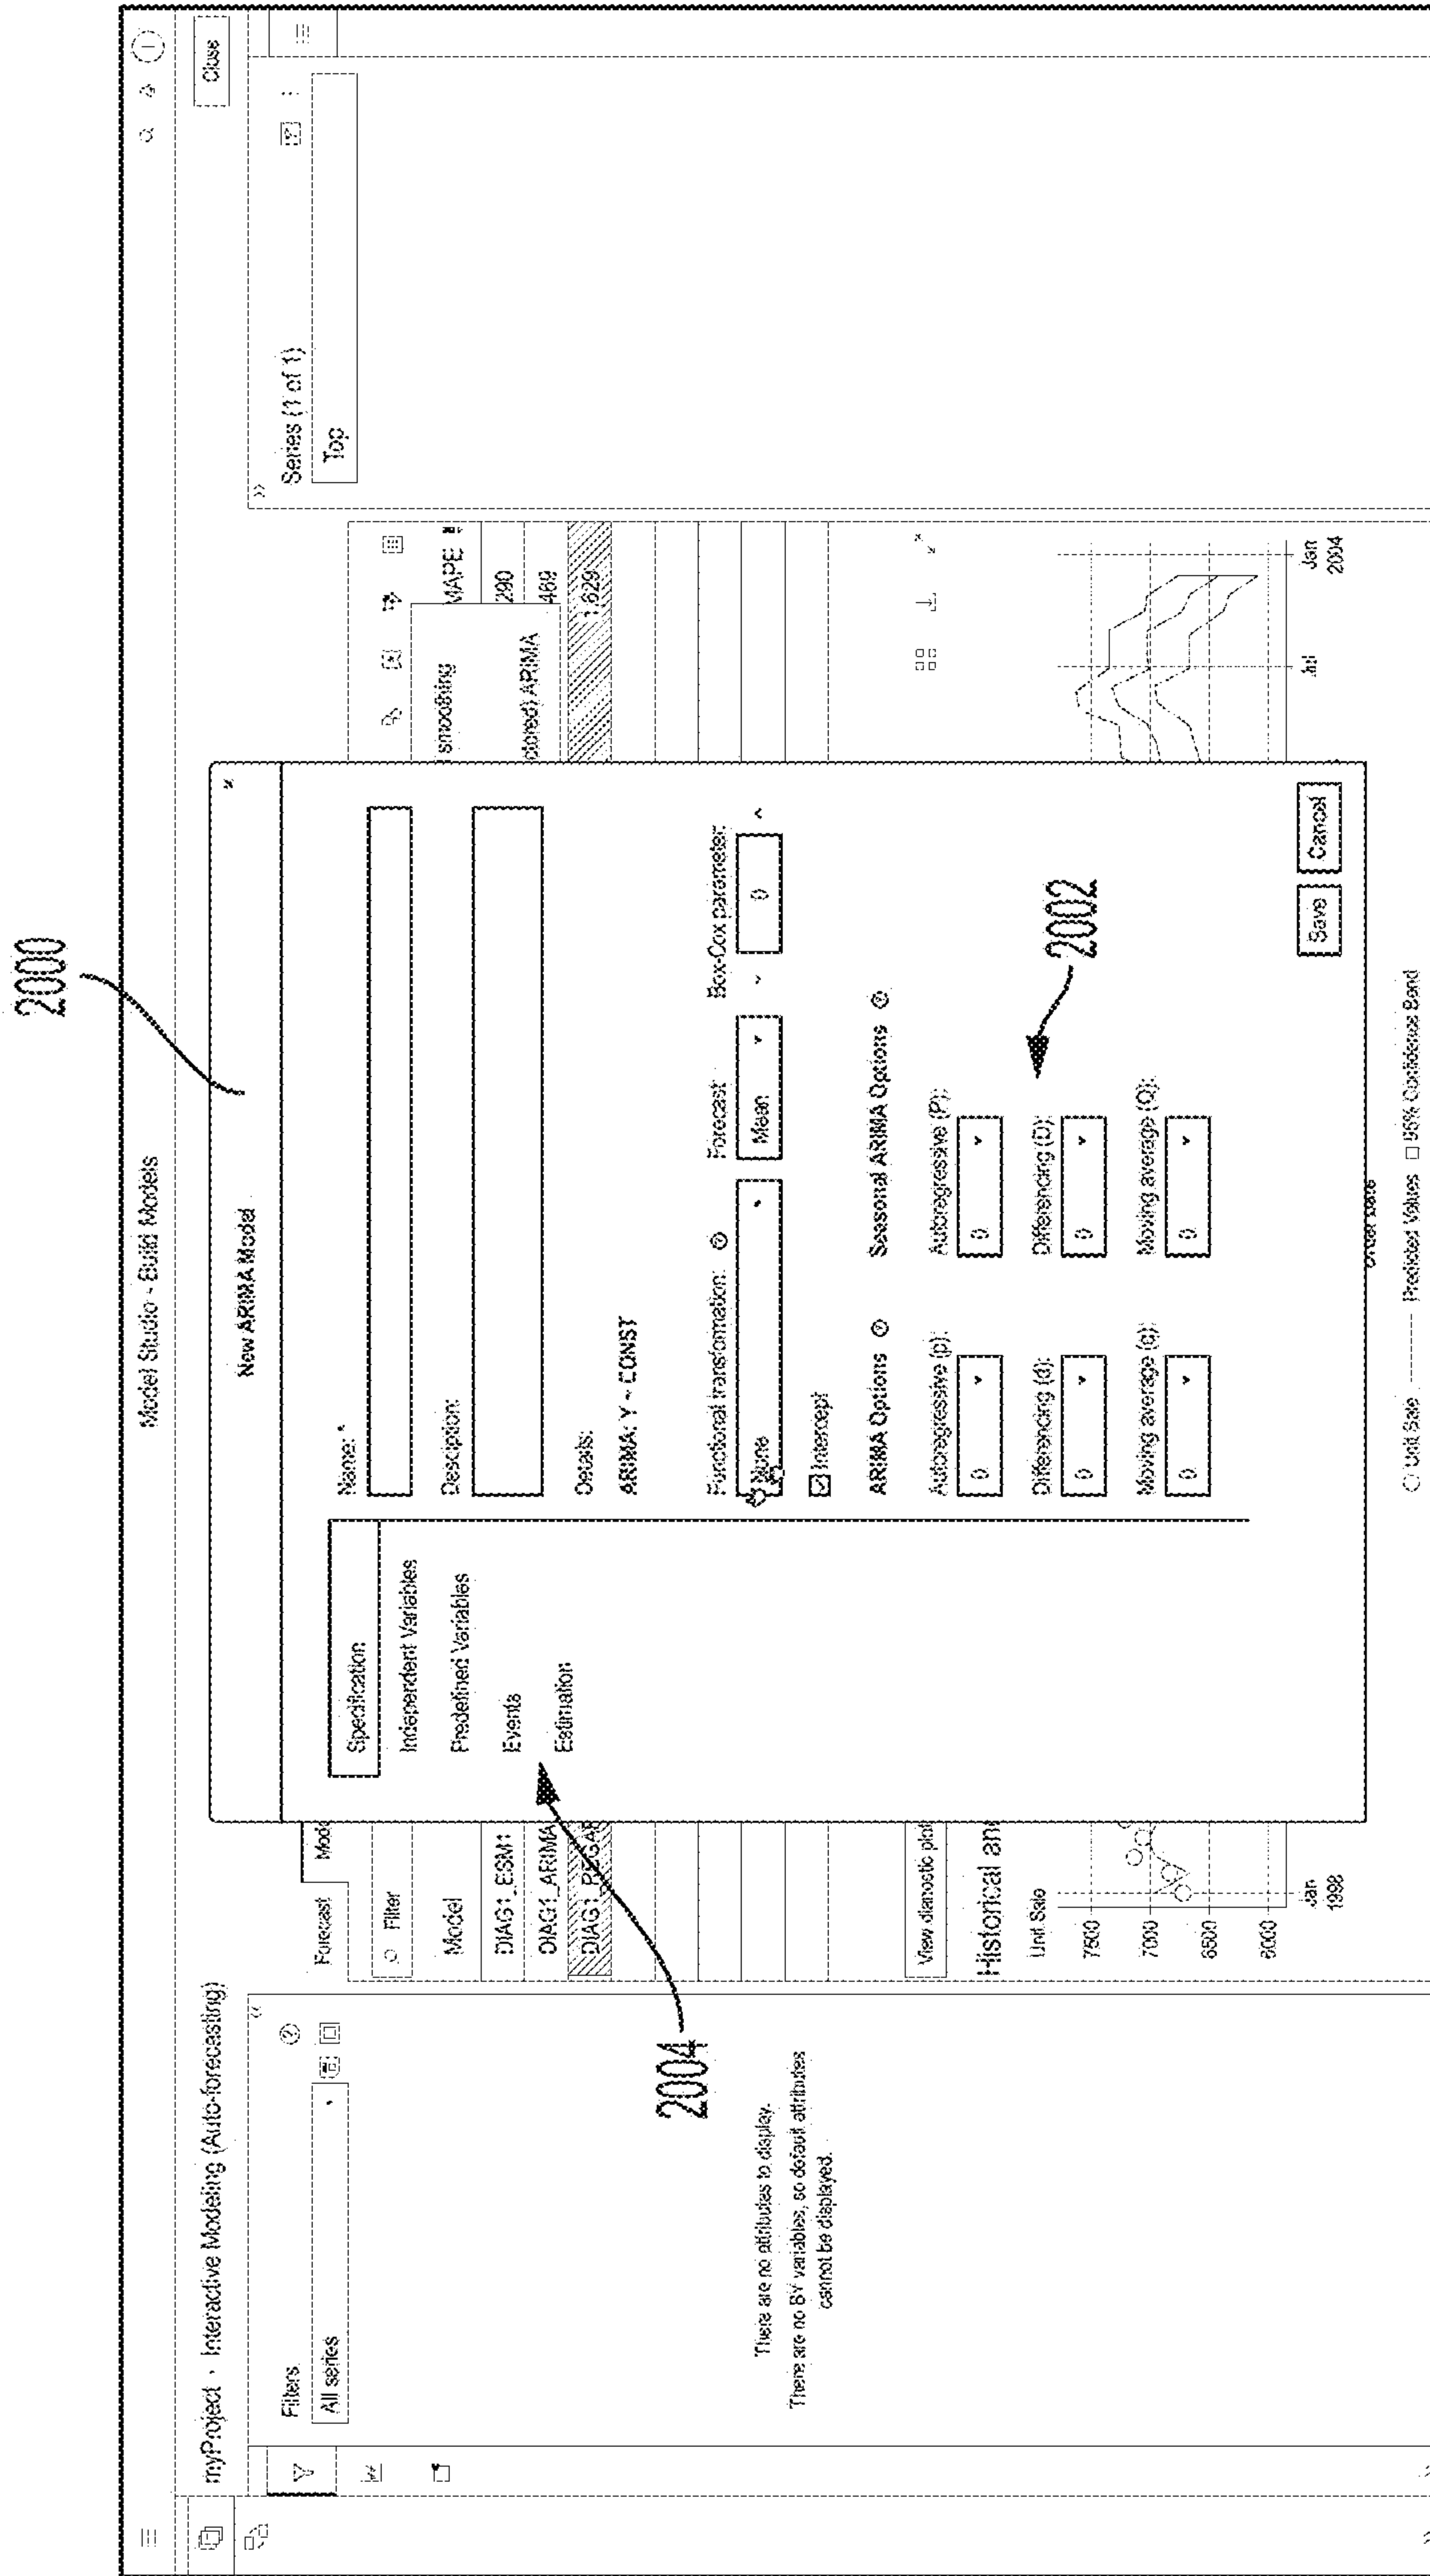 2000
Model Studio - Build Models
myProject · Interactive Modeling (Auto-forecasting)
Close
Filters
All series
There are no attributes to display.
There are no BY variables, so default attributes
cannot be displayed.
Forecast
Filter
Model
MAPE
DIAG1_ESM1
290
DIAG1_ARIMA
469
1.629
smoothing
ctored) ARIMA
View dianostic plot
Historical and
Unit Sale
7500
7000
6500
6000
Jan
1998
Jul
Jan
2004
Unit Sale
Predicted Values
95% Confidence Band
Series (1 of 1)
Top
New ARIMA Model
x
Specification
Independent Variables
Predefined Variables
Events
Estimation
2004
Name: *
Desciption:
Details:
ARIMA: Y ~ CONST
Functional transformation:
None
Forecast:
Mean
Box-Cox parameter:
0
Intercept
ARIMA Options
Seasonal ARIMA Options
Autoregressive (p):
Autoregressive (P):
0
0
Differencing (d):
Differencing (D):
0
0
Moving average (q):
Moving average (Q):
0
0
2002
Save
Cancel